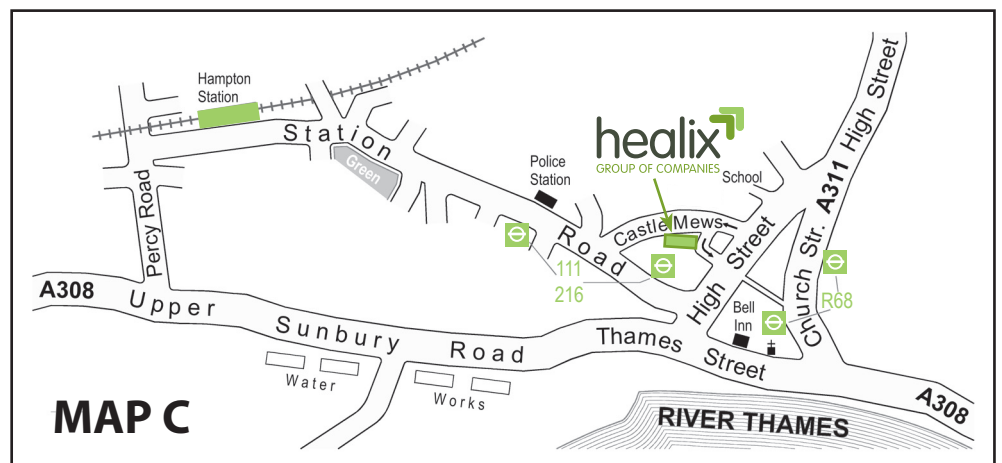 Hampton
Station
Station
Green
Police
Station
healix
GROUP OF COMPANIES
School
A311 High Street
Castle Mews
Percy Road
Road
111
216
High Street
Church Str.
R68
Bell
Inn
A308
Upper Sunbury Road
Thames Street
A308
Water
Works
MAP C
RIVER THAMES